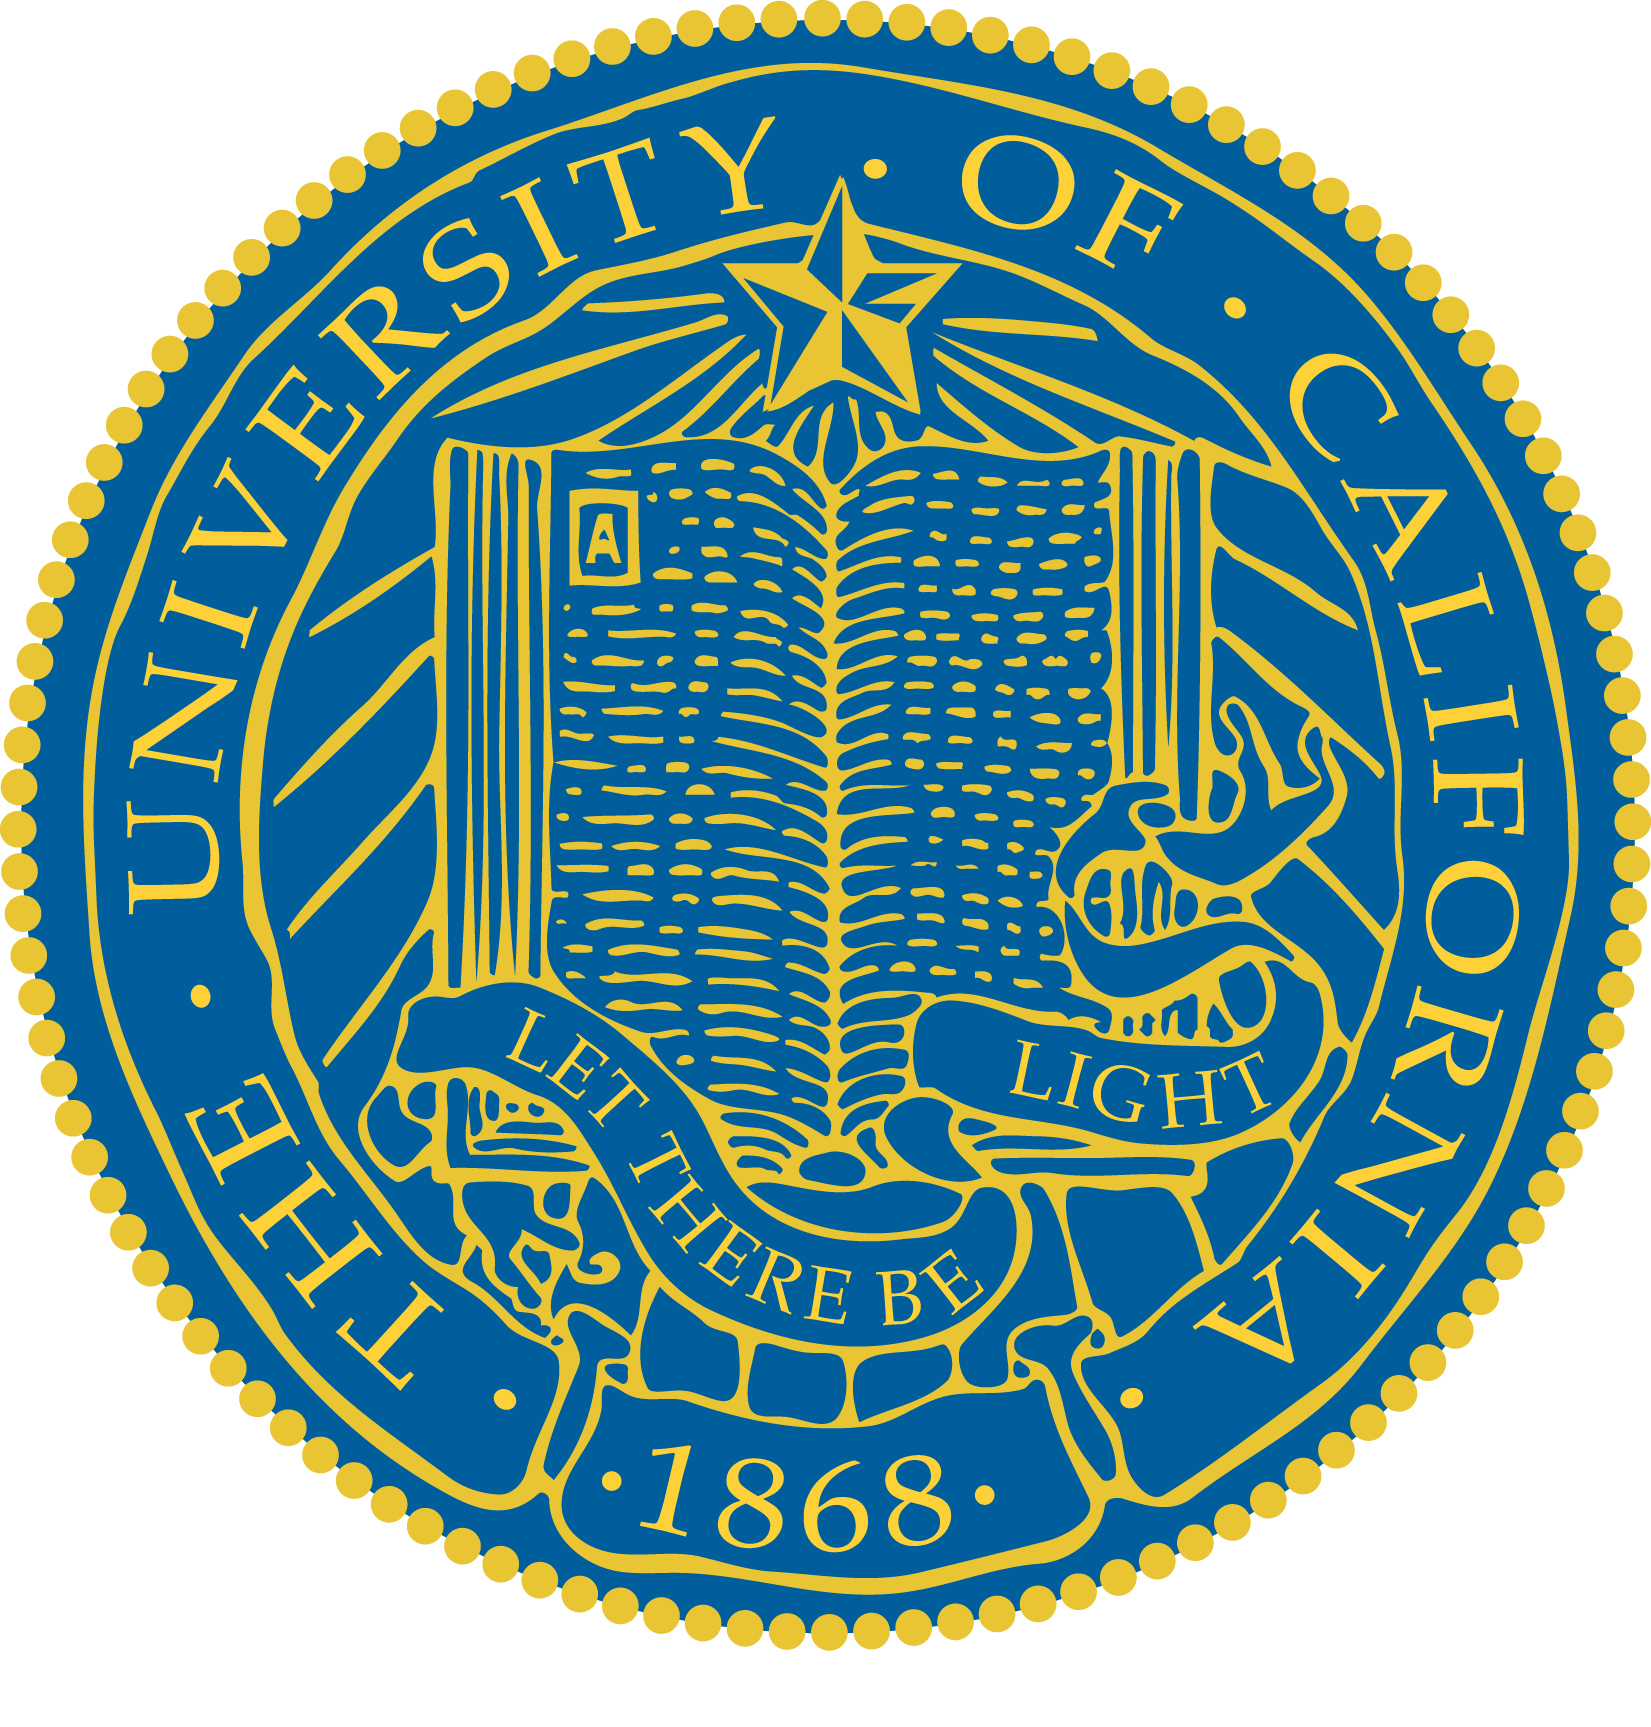 THE · UNIVERSITY · OF · CALIFORNIA
A
LET THERE BE
LIGHT
· 1868 ·